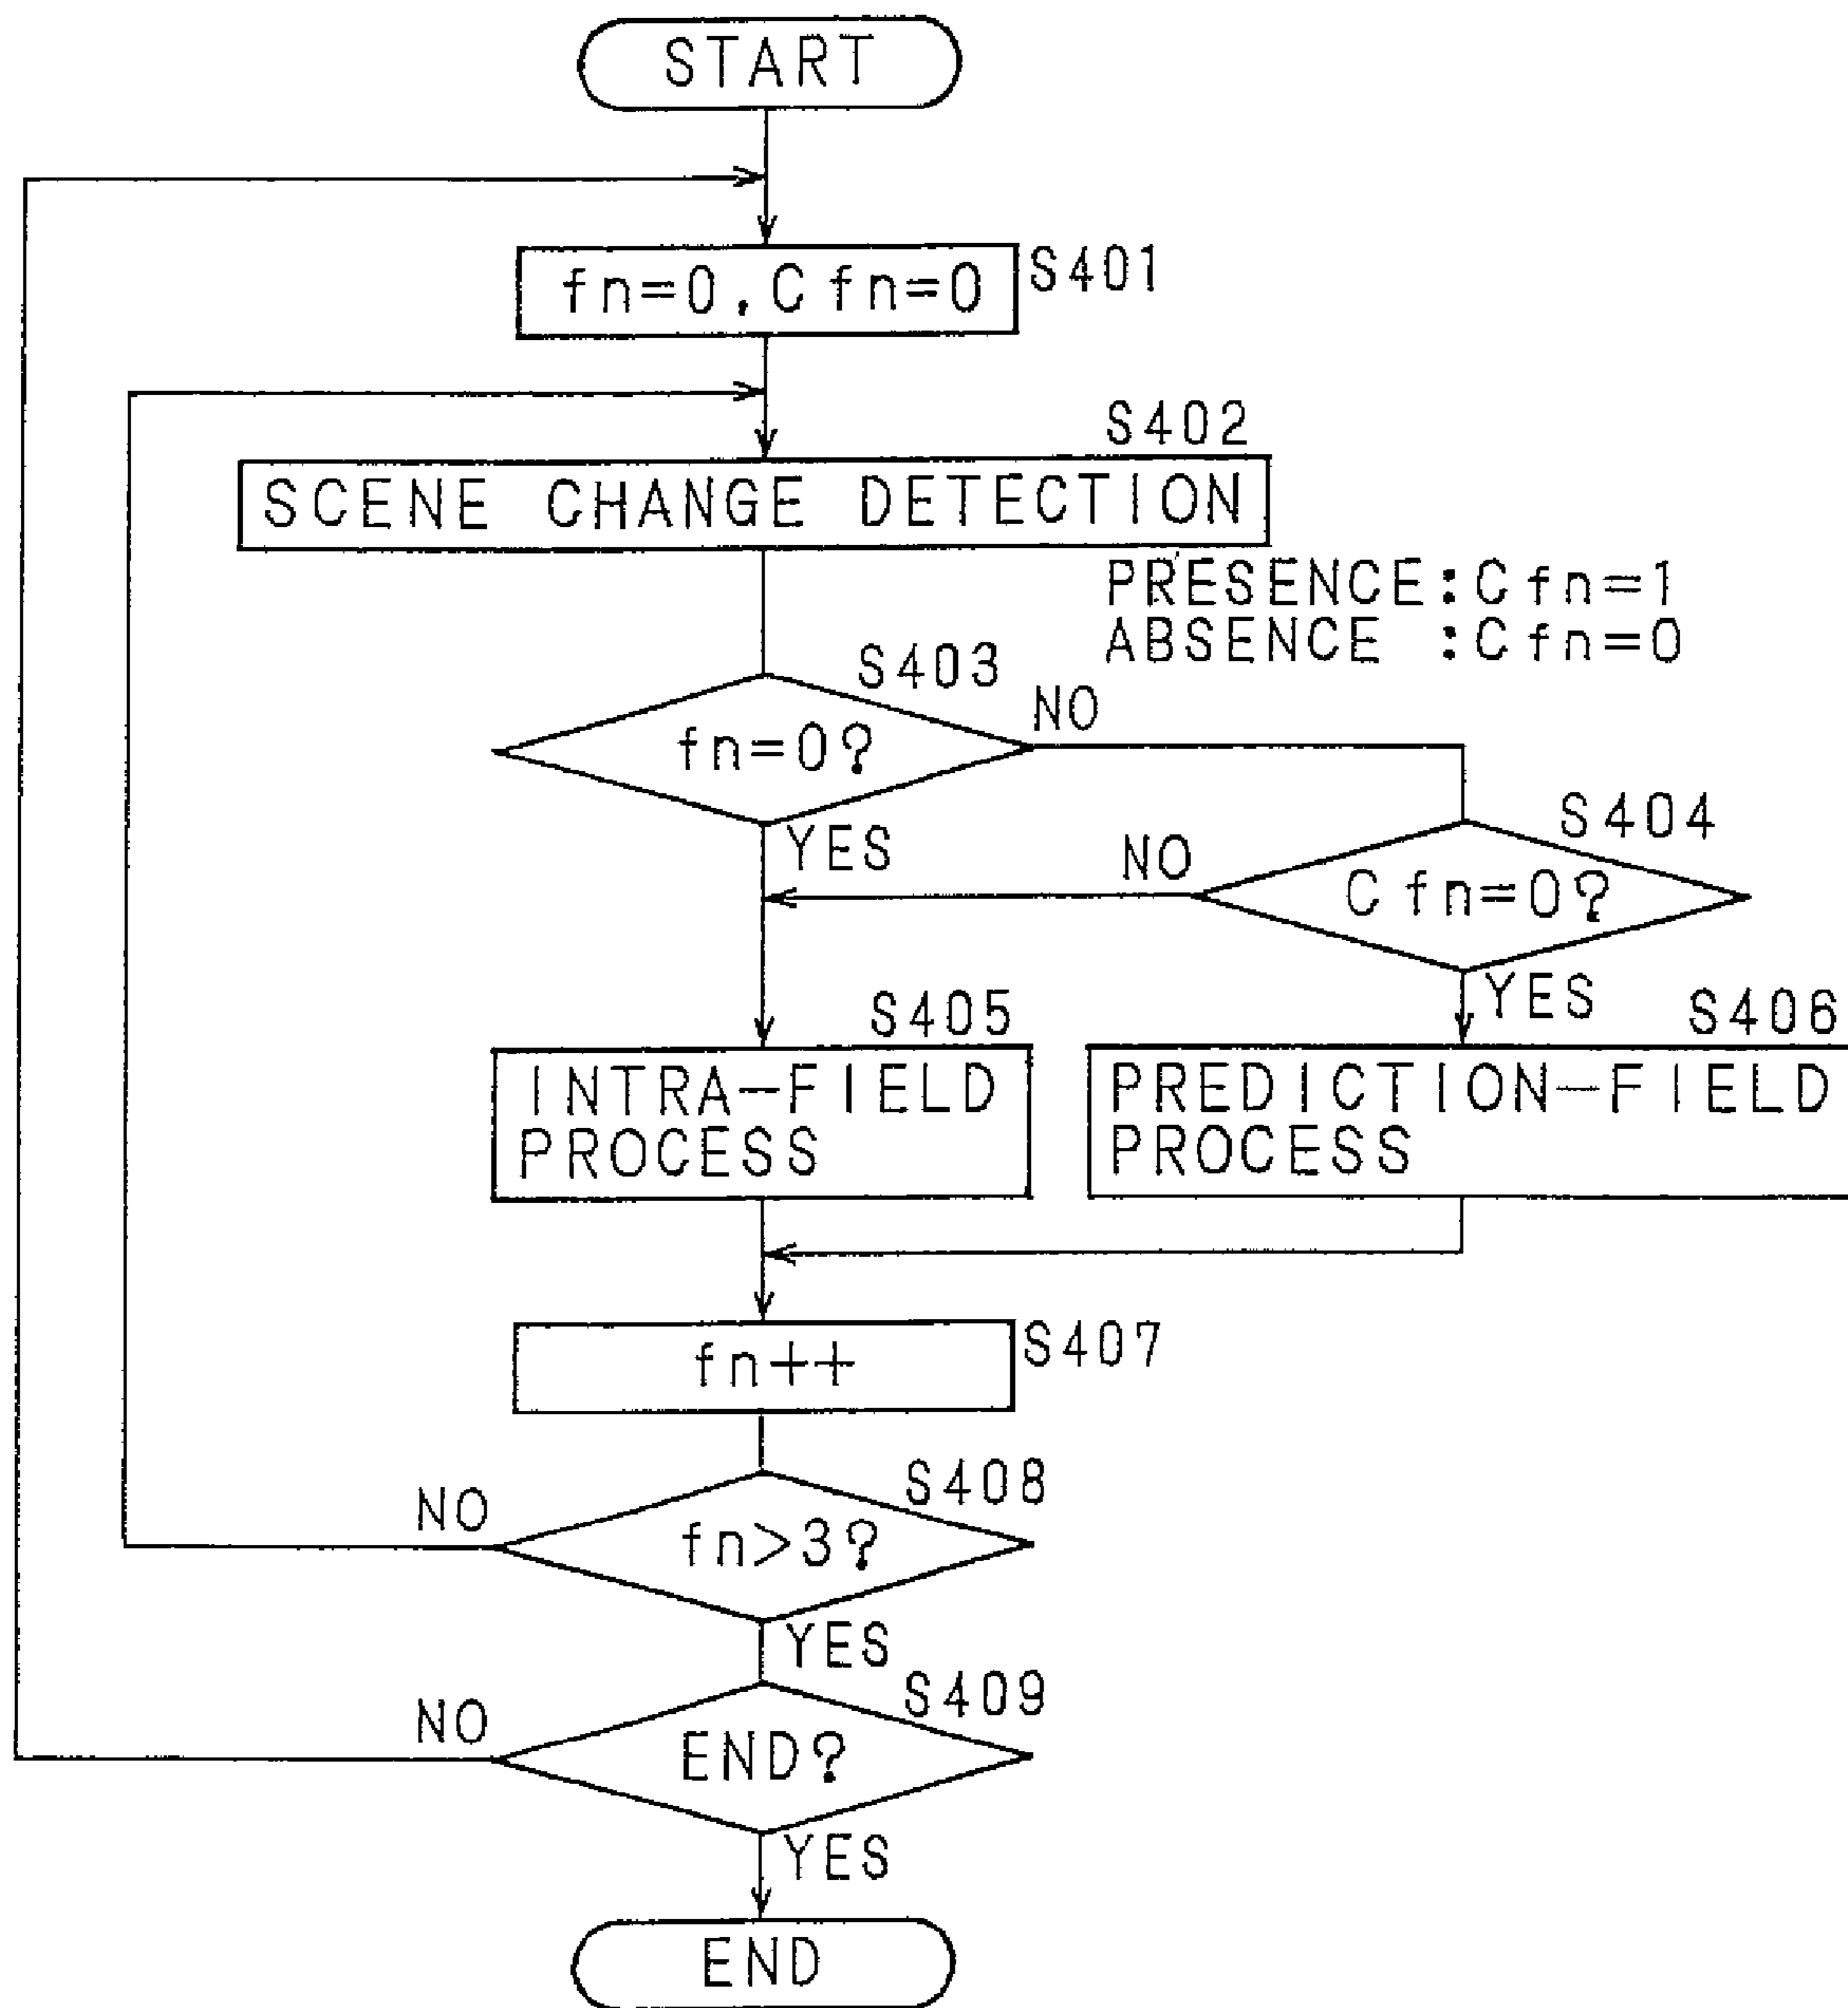 START
fn=0,Cfn=0
S401
S402
SCENE CHANGE DETECTION
PRESENCE:Cfn=1
ABSENCE :Cfn=0
S403
fn=0?
NO
YES
S404
NO
Cfn=0?
YES
S405
INTRA-FIELD
PROCESS
S406
PREDICTION-FIELD
PROCESS
fn++
S407
S408
NO
fn>3?
YES
S409
NO
END?
YES
END